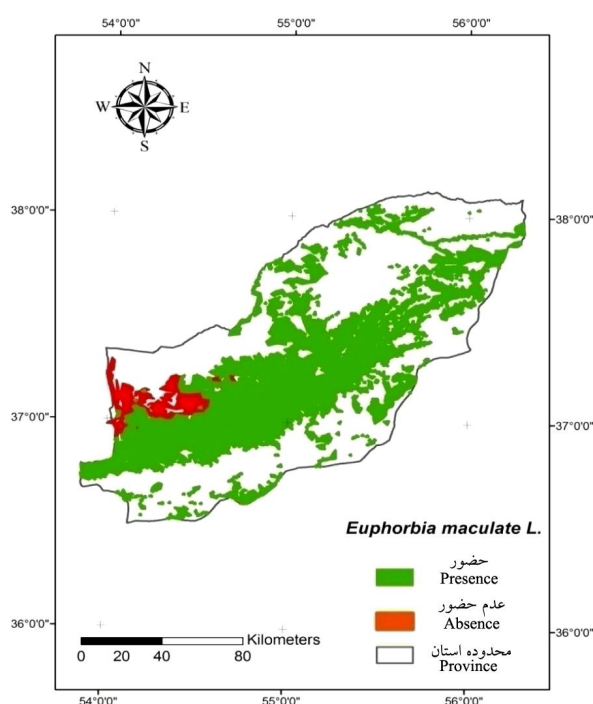 54°0'0" 55°0'0" 56°0'0"
N
W E
S
38°0'0" 38°0'0"
37°0'0" 37°0'0"
Euphorbia maculate L.
حضور
Presence
عدم حضور
Absence
محدوده استان
Province
36°0'0" 36°0'0"
Kilometers
0 20 40 80
54°0'0" 55°0'0" 56°0'0"